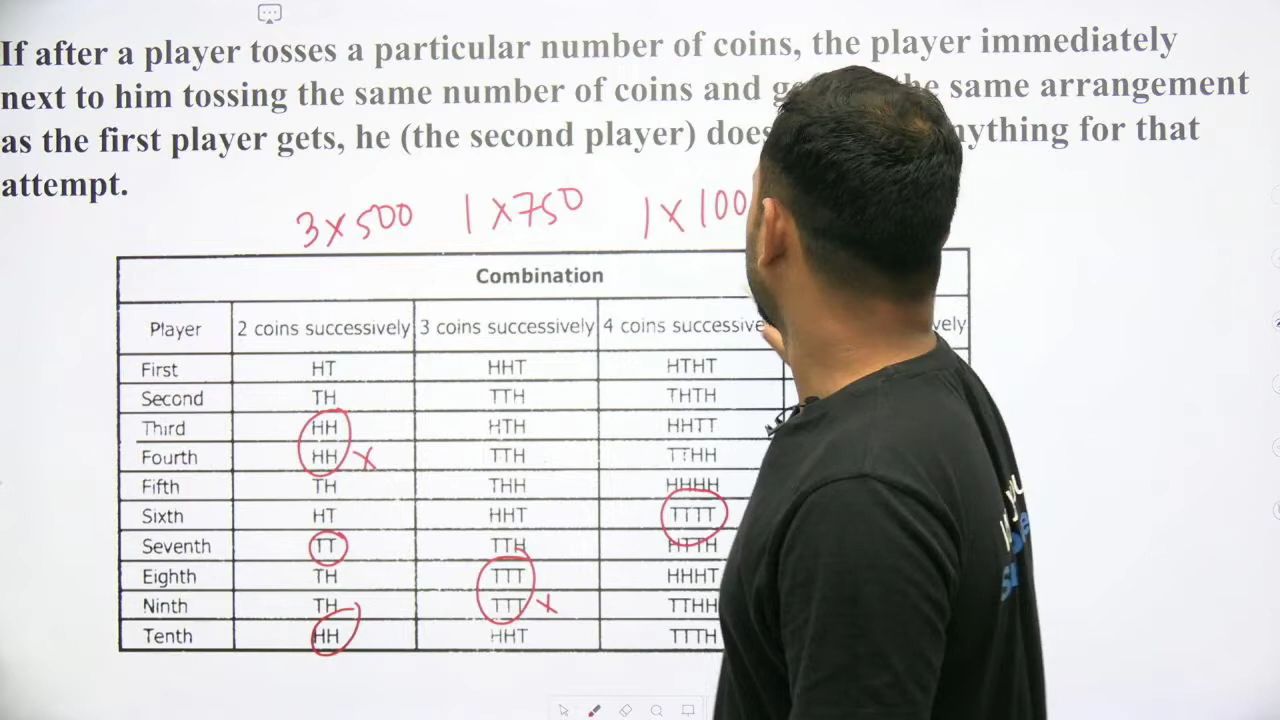 If after a player tosses a particular number of coins, the player immediately
next to him tossing the same number of coins and the same arrangement
as the first player gets, he (the second player) for that
attempt.
3 x 500 1 x 750 1 x 100
Combination
Player 2 coins successively 3 coins successively 4 coins
First HT HHT HTHT
Second TH TTH THTH
Third HH HTH HHTT
Fourth HH x TTH TTHH
Fifth TH THH HHHH
Sixth HT HHT TTTT
Seventh TT TTH HTTH
Eighth TH TTT HHHT
Ninth TH TTT x TTHH
Tenth HH HHT TTTH